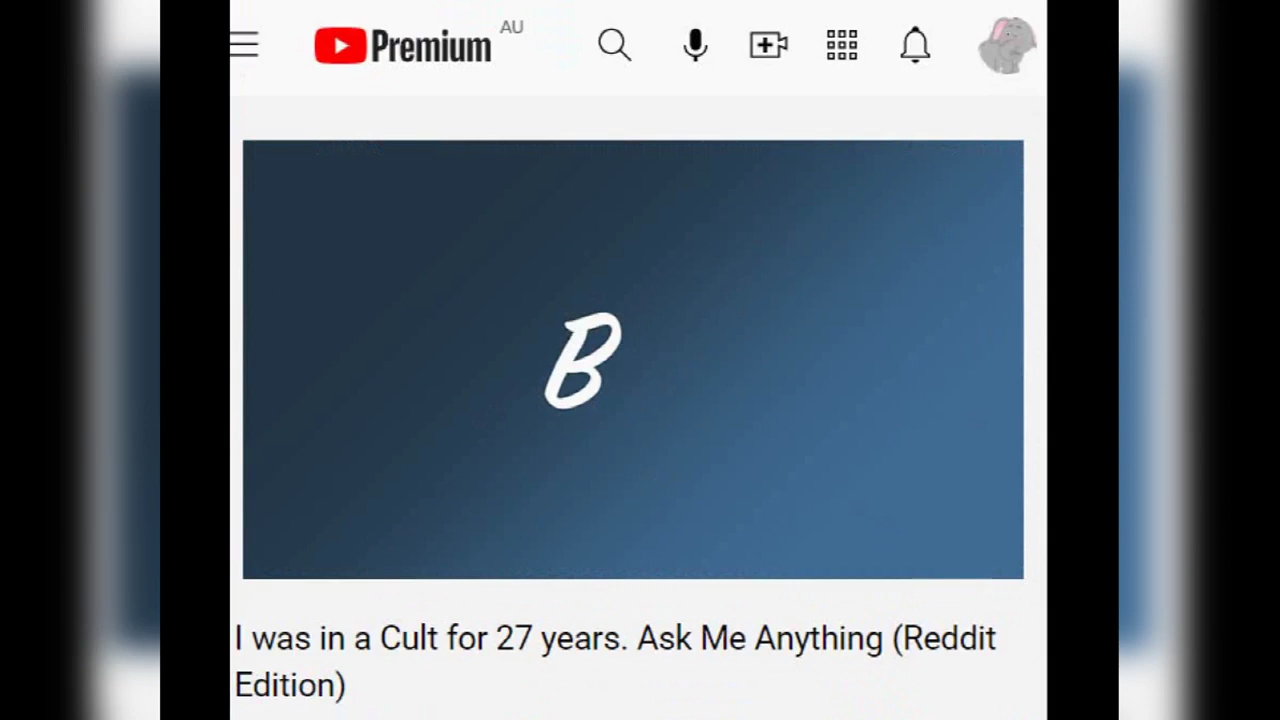 Premium AU
B
I was in a Cult for 27 years. Ask Me Anything (Reddit
Edition)